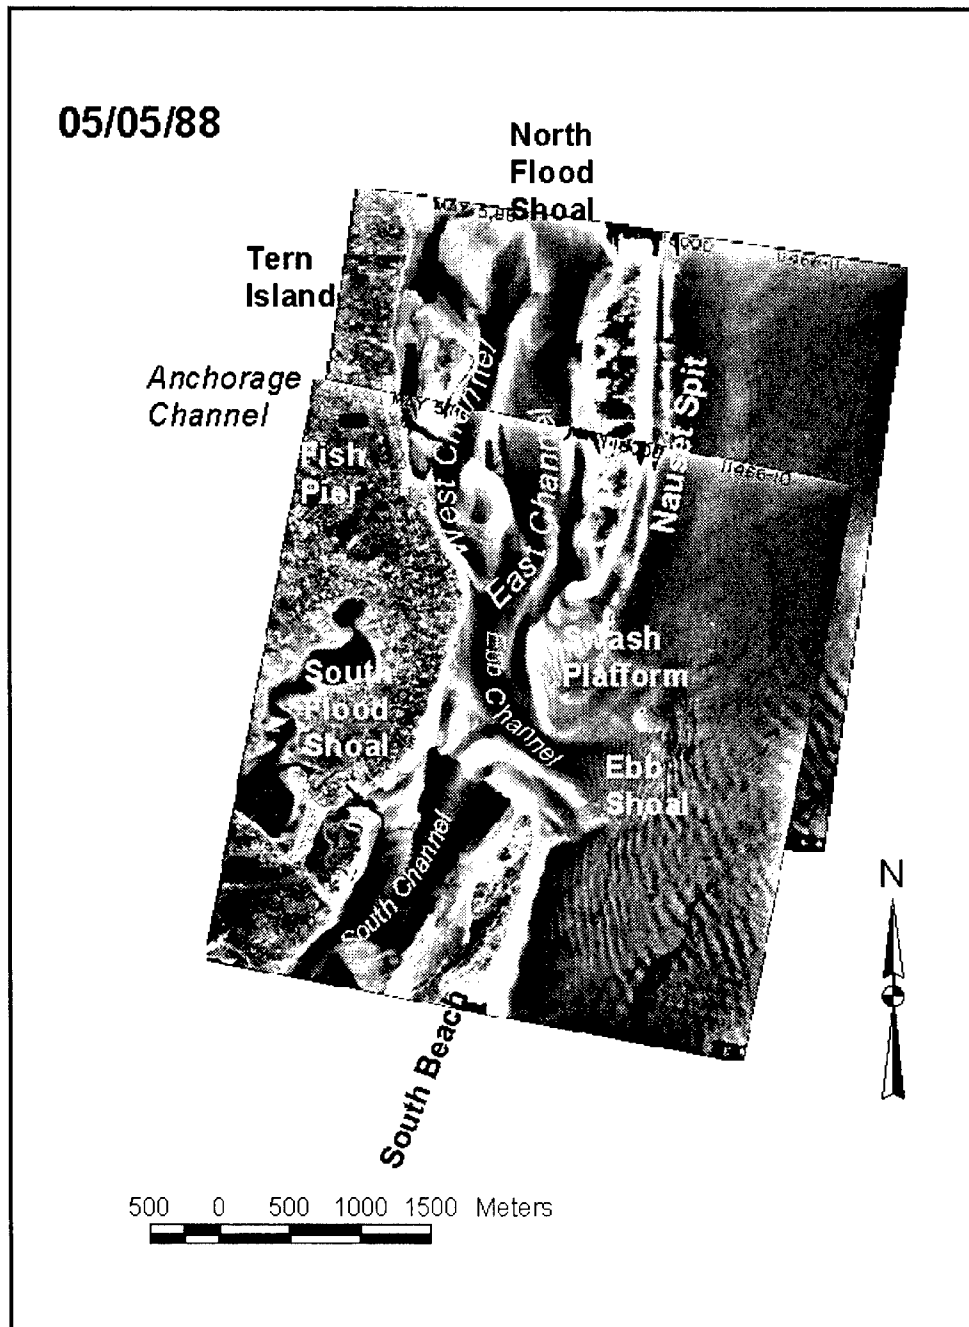 05/05/88
North
Flood
Shoal
Tern
Island
Anchorage
Channel
Fish
Pier
West Channel
East Channel
Nauset Spit
Swash
Platform
Ebb Channel
South
Flood
Shoal
Ebb
Shoal
South Channel
South Beach
N
500 0 500 1000 1500 Meters